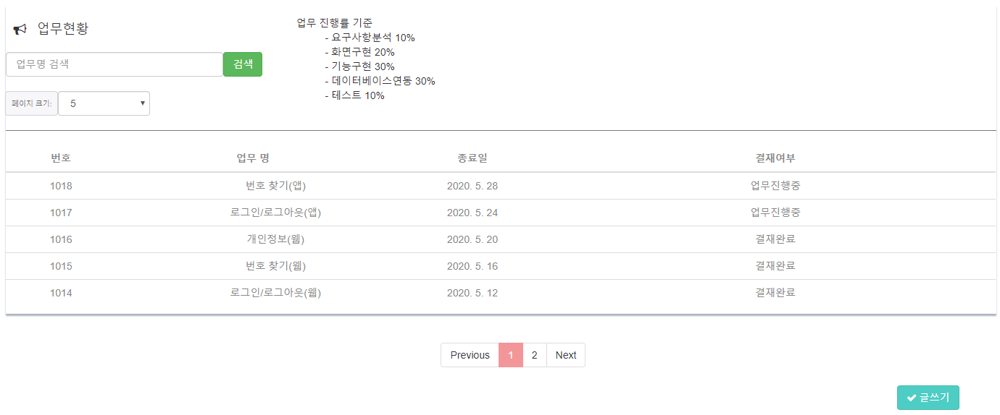 업무현황
업무명 검색 검색
페이지 크기: 5
업무 진행률 기준
- 요구사항분석 10%
- 화면구현 20%
- 기능구현 30%
- 데이터베이스연동 30%
- 테스트 10%
번호 업무 명 종료일 결재여부
1018 번호 찾기(앱) 2020. 5. 28 업무진행중
1017 로그인/로그아웃(앱) 2020. 5. 24 업무진행중
1016 개인정보(웹) 2020. 5. 20 결재완료
1015 번호 찾기(웹) 2020. 5. 16 결재완료
1014 로그인/로그아웃(웹) 2020. 5. 12 결재완료
Previous 1 2 Next
글쓰기